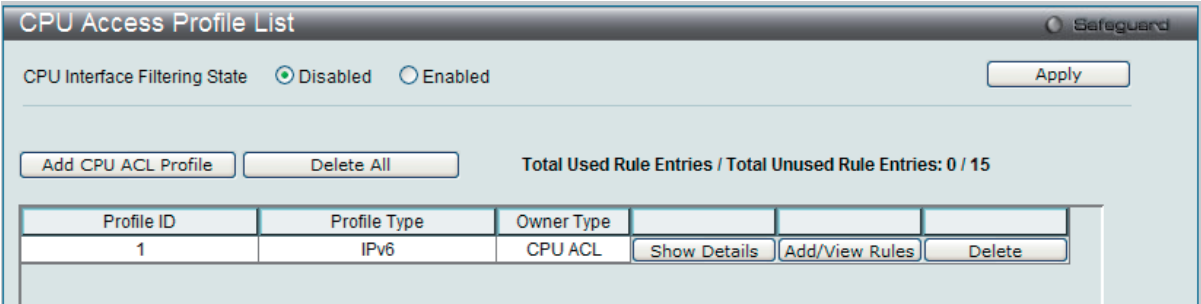 CPU Access Profile List
Safeguard
CPU Interface Filtering State Disabled Enabled Apply
Add CPU ACL Profile Delete All Total Used Rule Entries / Total Unused Rule Entries: 0 / 15
Profile ID Profile Type Owner Type
1 IPv6 CPU ACL Show Details Add/View Rules Delete